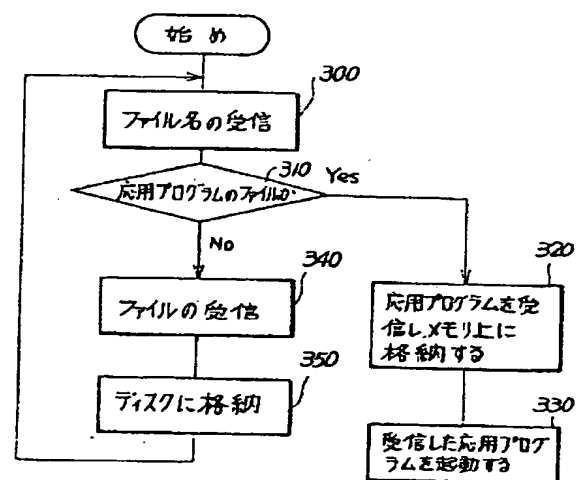 始め
300
ファイル名の受信
310
応用プログラムのファイルか
Yes
No
340
ファイルの受信
320
応用プログラムを受
信し、メモリ上に
格納する
350
ディスクに格納
330
受信した応用プログ
ラムを起動する